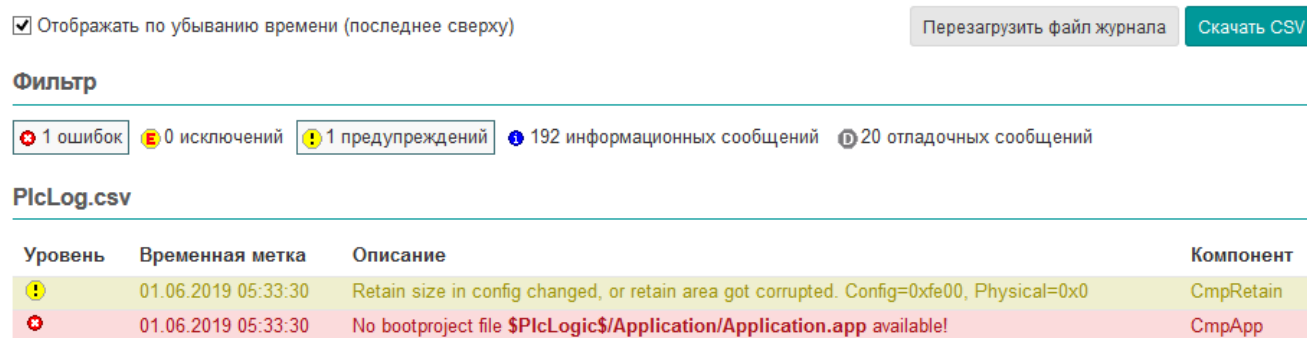 Отображать по убыванию времени (последнее сверху) Перезагрузить файл журнала Скачать CSV
Фильтр
1 ошибок E 0 исключений ! 1 предупреждений i 192 информационных сообщений D 20 отладочных сообщений
PlcLog.csv
Уровень Временная метка Описание Компонент
! 01.06.2019 05:33:30 Retain size in config changed, or retain area got corrupted. Config=0xfe00, Physical=0x0 CmpRetain
01.06.2019 05:33:30 No bootproject file $PlcLogic$/Application/Application.app available! CmpApp